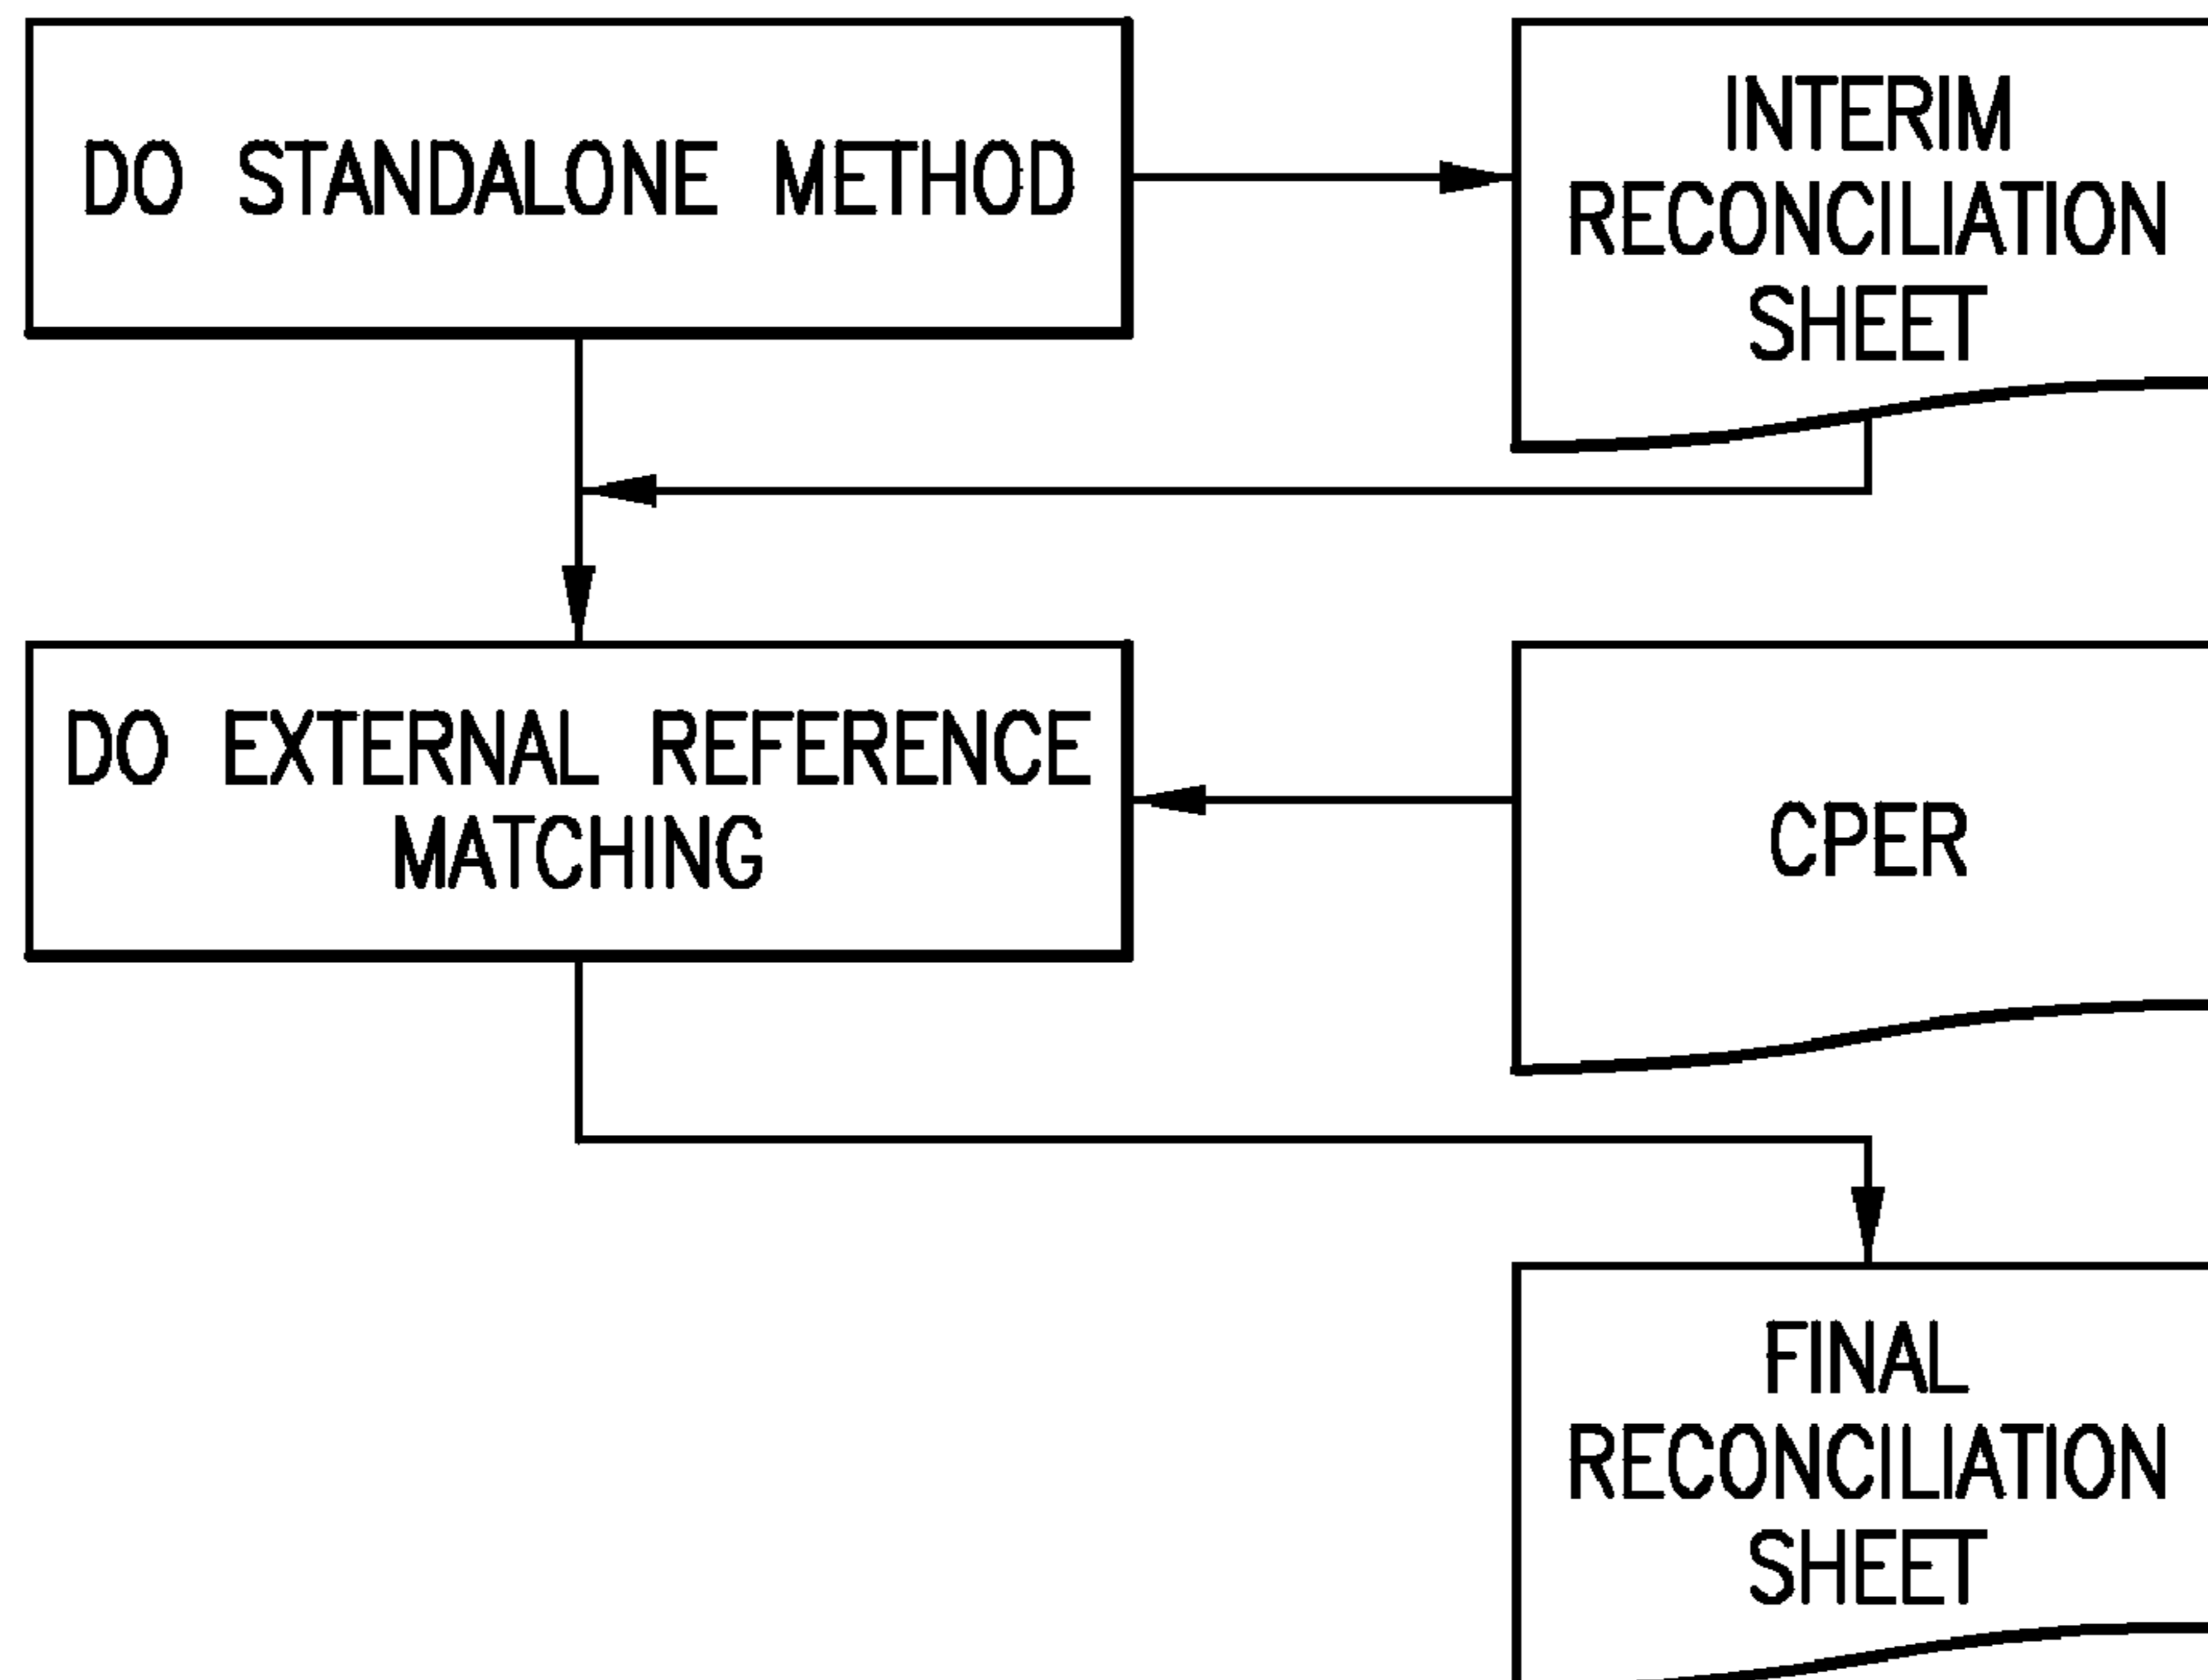 DO STANDALONE METHOD
INTERIM
RECONCILIATION
SHEET
DO EXTERNAL REFERENCE
MATCHING
CPER
FINAL
RECONCILIATION
SHEET